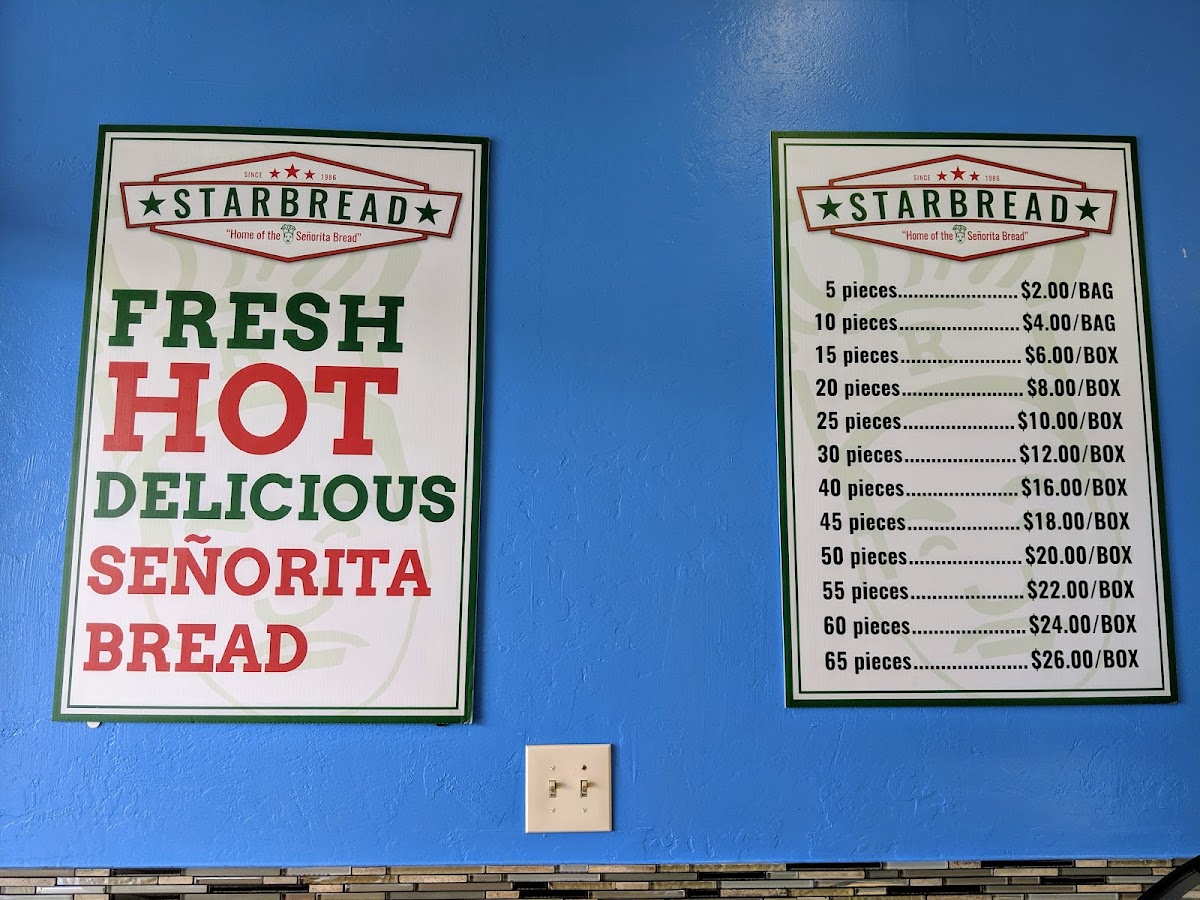 SINCE 1986
STARBREAD
"Home of the Señorita Bread"
FRESH
HOT
DELICIOUS
SEÑORITA
BREAD
SINCE 1986
STARBREAD
"Home of the Señorita Bread"
5 pieces......................$2.00/BAG
10 pieces......................$4.00/BAG
15 pieces......................$6.00/BOX
20 pieces......................$8.00/BOX
25 pieces....................$10.00/BOX
30 pieces....................$12.00/BOX
40 pieces....................$16.00/BOX
45 pieces....................$18.00/BOX
50 pieces....................$20.00/BOX
55 pieces....................$22.00/BOX
60 pieces....................$24.00/BOX
65 pieces....................$26.00/BOX